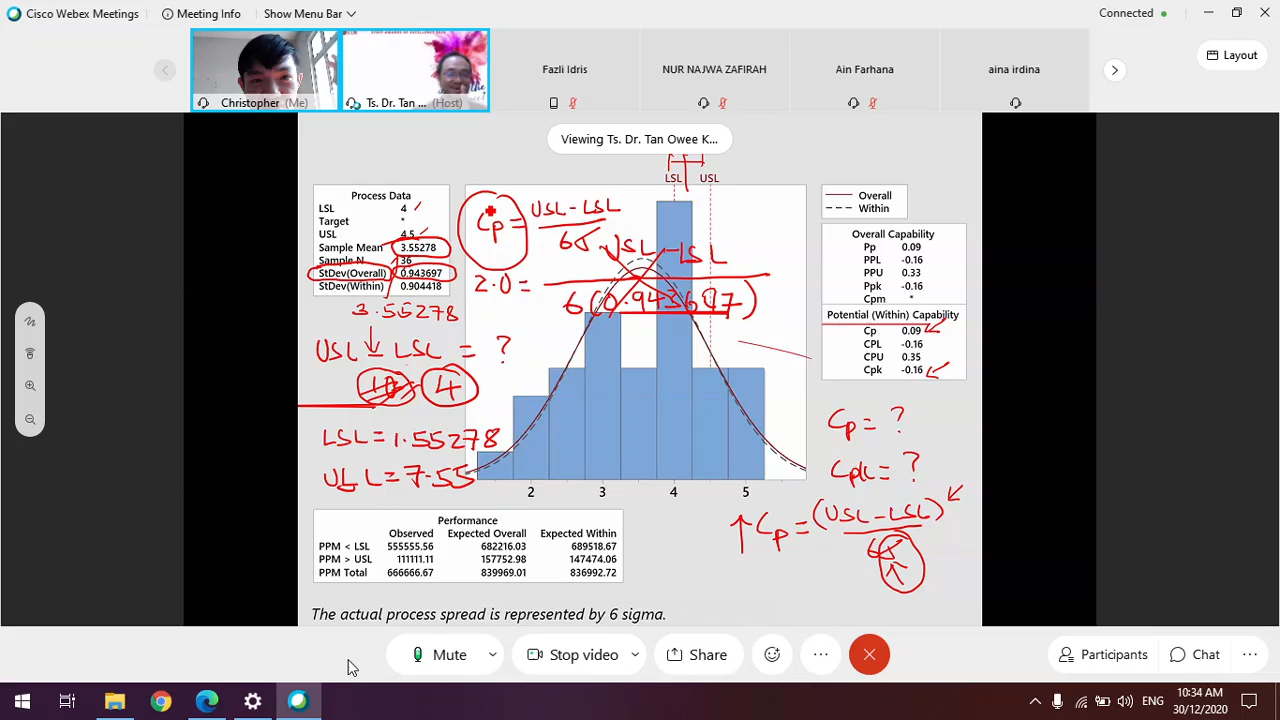 Cisco Webex Meetings
Meeting Info
Show Menu Bar
Connected
Christopher (Me)
Ts. Dr. Tan ... (Host)
Fazli Idris
NUR NAJWA ZAFIRAH
Ain Farhana
aina irdina
Layout
Viewing Ts. Dr. Tan Owee K...
LSL USL
Process Data
LSL 4
Target *
USL 4.5
Sample Mean 3.55278
Sample N 36
StDev(Overall) 0.943697
StDev(Within) 0.904418
3.55278
USL - LSL = ?
4
LSL = 1.55278
USL = 7.55
Cp = USL - LSL
6σ
USL - LSL
2.0 =
6(0.943697)
Overall
Within
Overall Capability
Pp 0.09
PPL -0.16
PPU 0.33
Ppk -0.16
Cpm *
Potential (Within) Capability
Cp 0.09
CPL -0.16
CPU 0.35
Cpk -0.16
Cp = ?
Cpk = ?
↑ Cp = (USL - LSL)
6σ
↑
2 3 4 5
Performance
Observed Expected Overall Expected Within
PPM < LSL 555555.56 682216.03 689518.67
PPM > USL 111111.11 157752.98 147474.06
PPM Total 666666.67 839969.01 836992.72
The actual process spread is represented by 6 sigma.
Mute
Stop video
Share
Participants
Chat
ENG
10:34 AM
30/12/2020